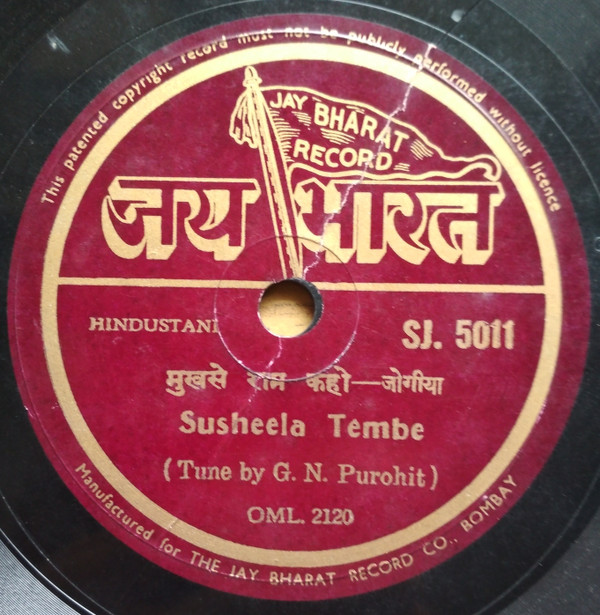 This patented copyright record must not be publicly performed without licence
JAY BHARAT
RECORD
जय भारत
HINDUSTANI
SJ. 5011
मुखसे राम कहो—जोगीया
Susheela Tembe
(Tune by G. N. Purohit)
OML. 2120
Manufactured for THE JAY BHARAT RECORD CO., BOMBAY